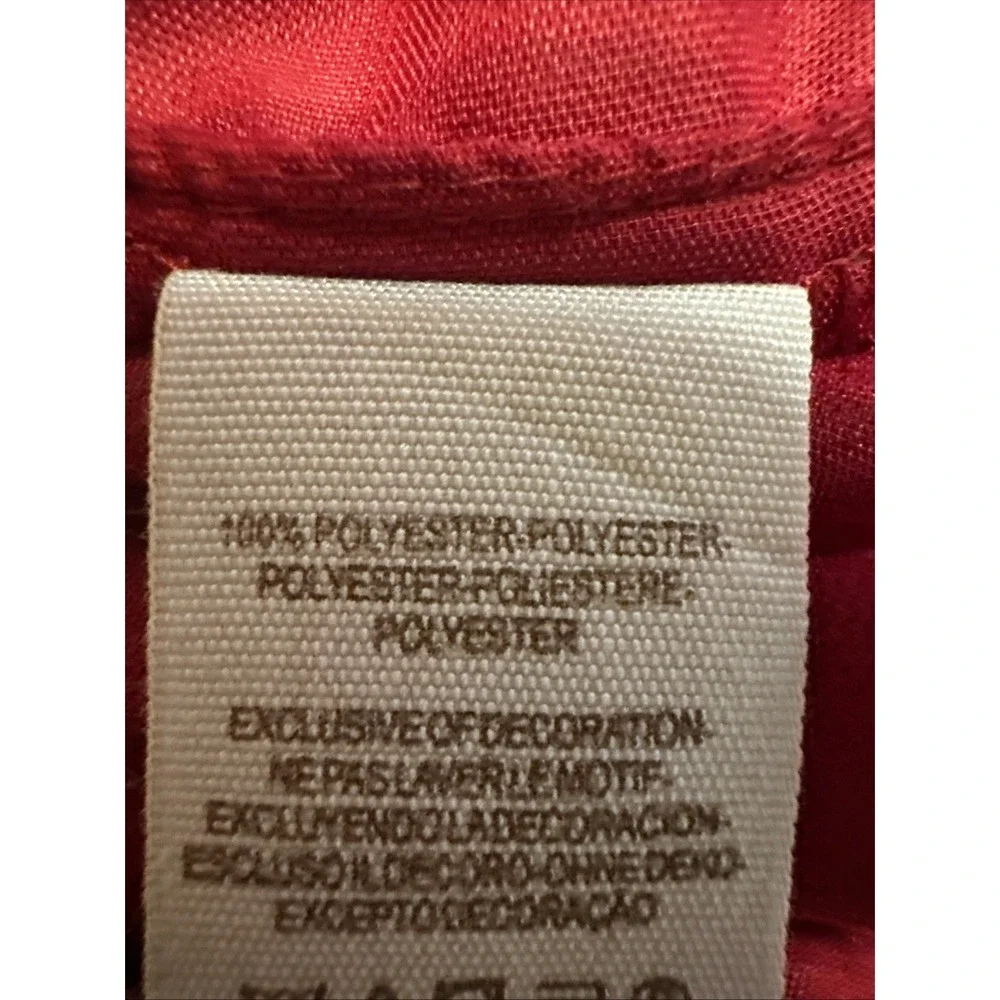 100% POLYESTER-POLYESTER-
POLYESTER-POLIESTERE-
POLYESTER
EXCLUSIVE OF DECORATION-
NE PAS LAVER LE MOTIF-
EXCLUYENDO LA DECORACION-
ESCLUSO IL DECORO-OHNE DEKO-
EXCEPTO DECORAÇAO